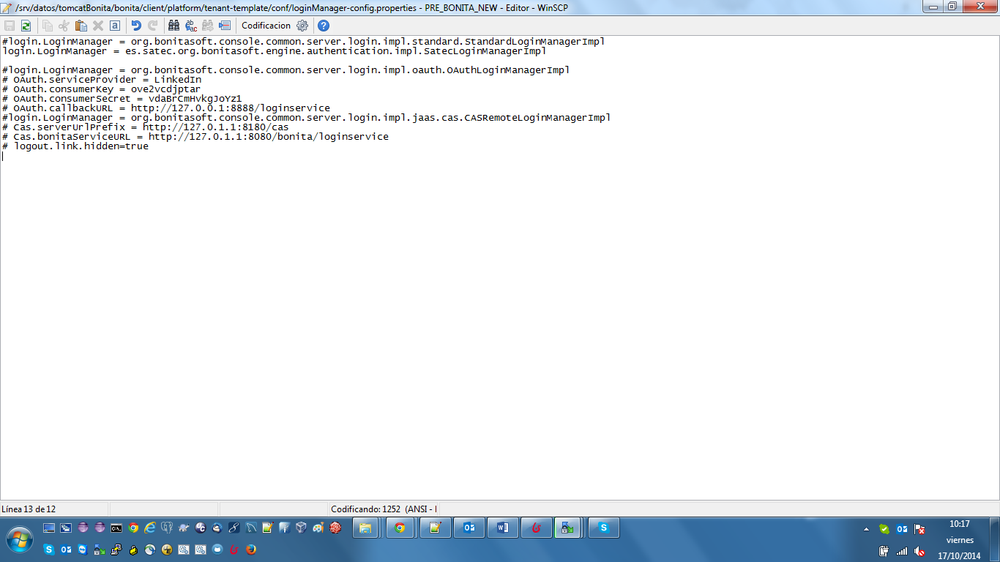 /srv/datos/tomcatBonita/bonita/client/platform/tenant-template/conf/loginManager-config.properties - PRE_BONITA_NEW - Editor - WinSCP
Codificacion
#login.LoginManager = org.bonitasoft.console.common.server.login.impl.standard.StandardLoginManagerImpl
login.LoginManager = es.satec.org.bonitasoft.engine.authentication.impl.SatecLoginManagerImpl
#login.LoginManager = org.bonitasoft.console.common.server.login.impl.oauth.OAuthLoginManagerImpl
# OAuth.serviceProvider = LinkedIn
# OAuth.consumerKey = ove2vcdjptar
# OAuth.consumerSecret = vdaBrCmHvkgJoYz1
# OAuth.callbackURL = http://127.0.0.1:8888/loginservice
#login.LoginManager = org.bonitasoft.console.common.server.login.impl.jaas.cas.CASRemoteLoginManagerImpl
# Cas.serverUrlPrefix = http://127.0.1.1:8180/cas
# Cas.bonitaServiceURL = http://127.0.1.1:8080/bonita/loginservice
# logout.link.hidden=true
Línea 13 de 12
Codificando: 1252 (ANSI - l
10:17
viernes
17/10/2014